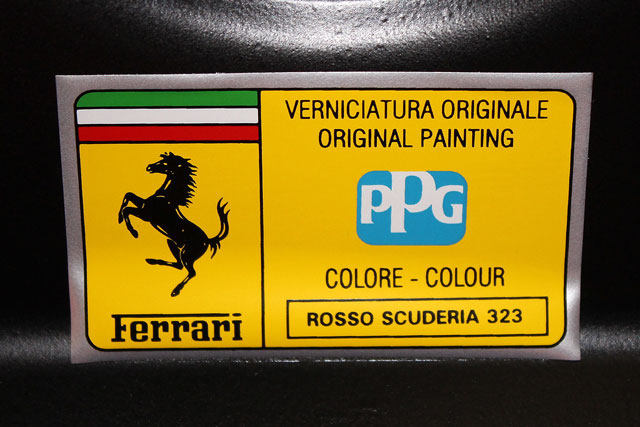 VERNICIATURA ORIGINALE
ORIGINAL PAINTING
PPG
COLORE - COLOUR
ROSSO SCUDERIA 323
Ferrari